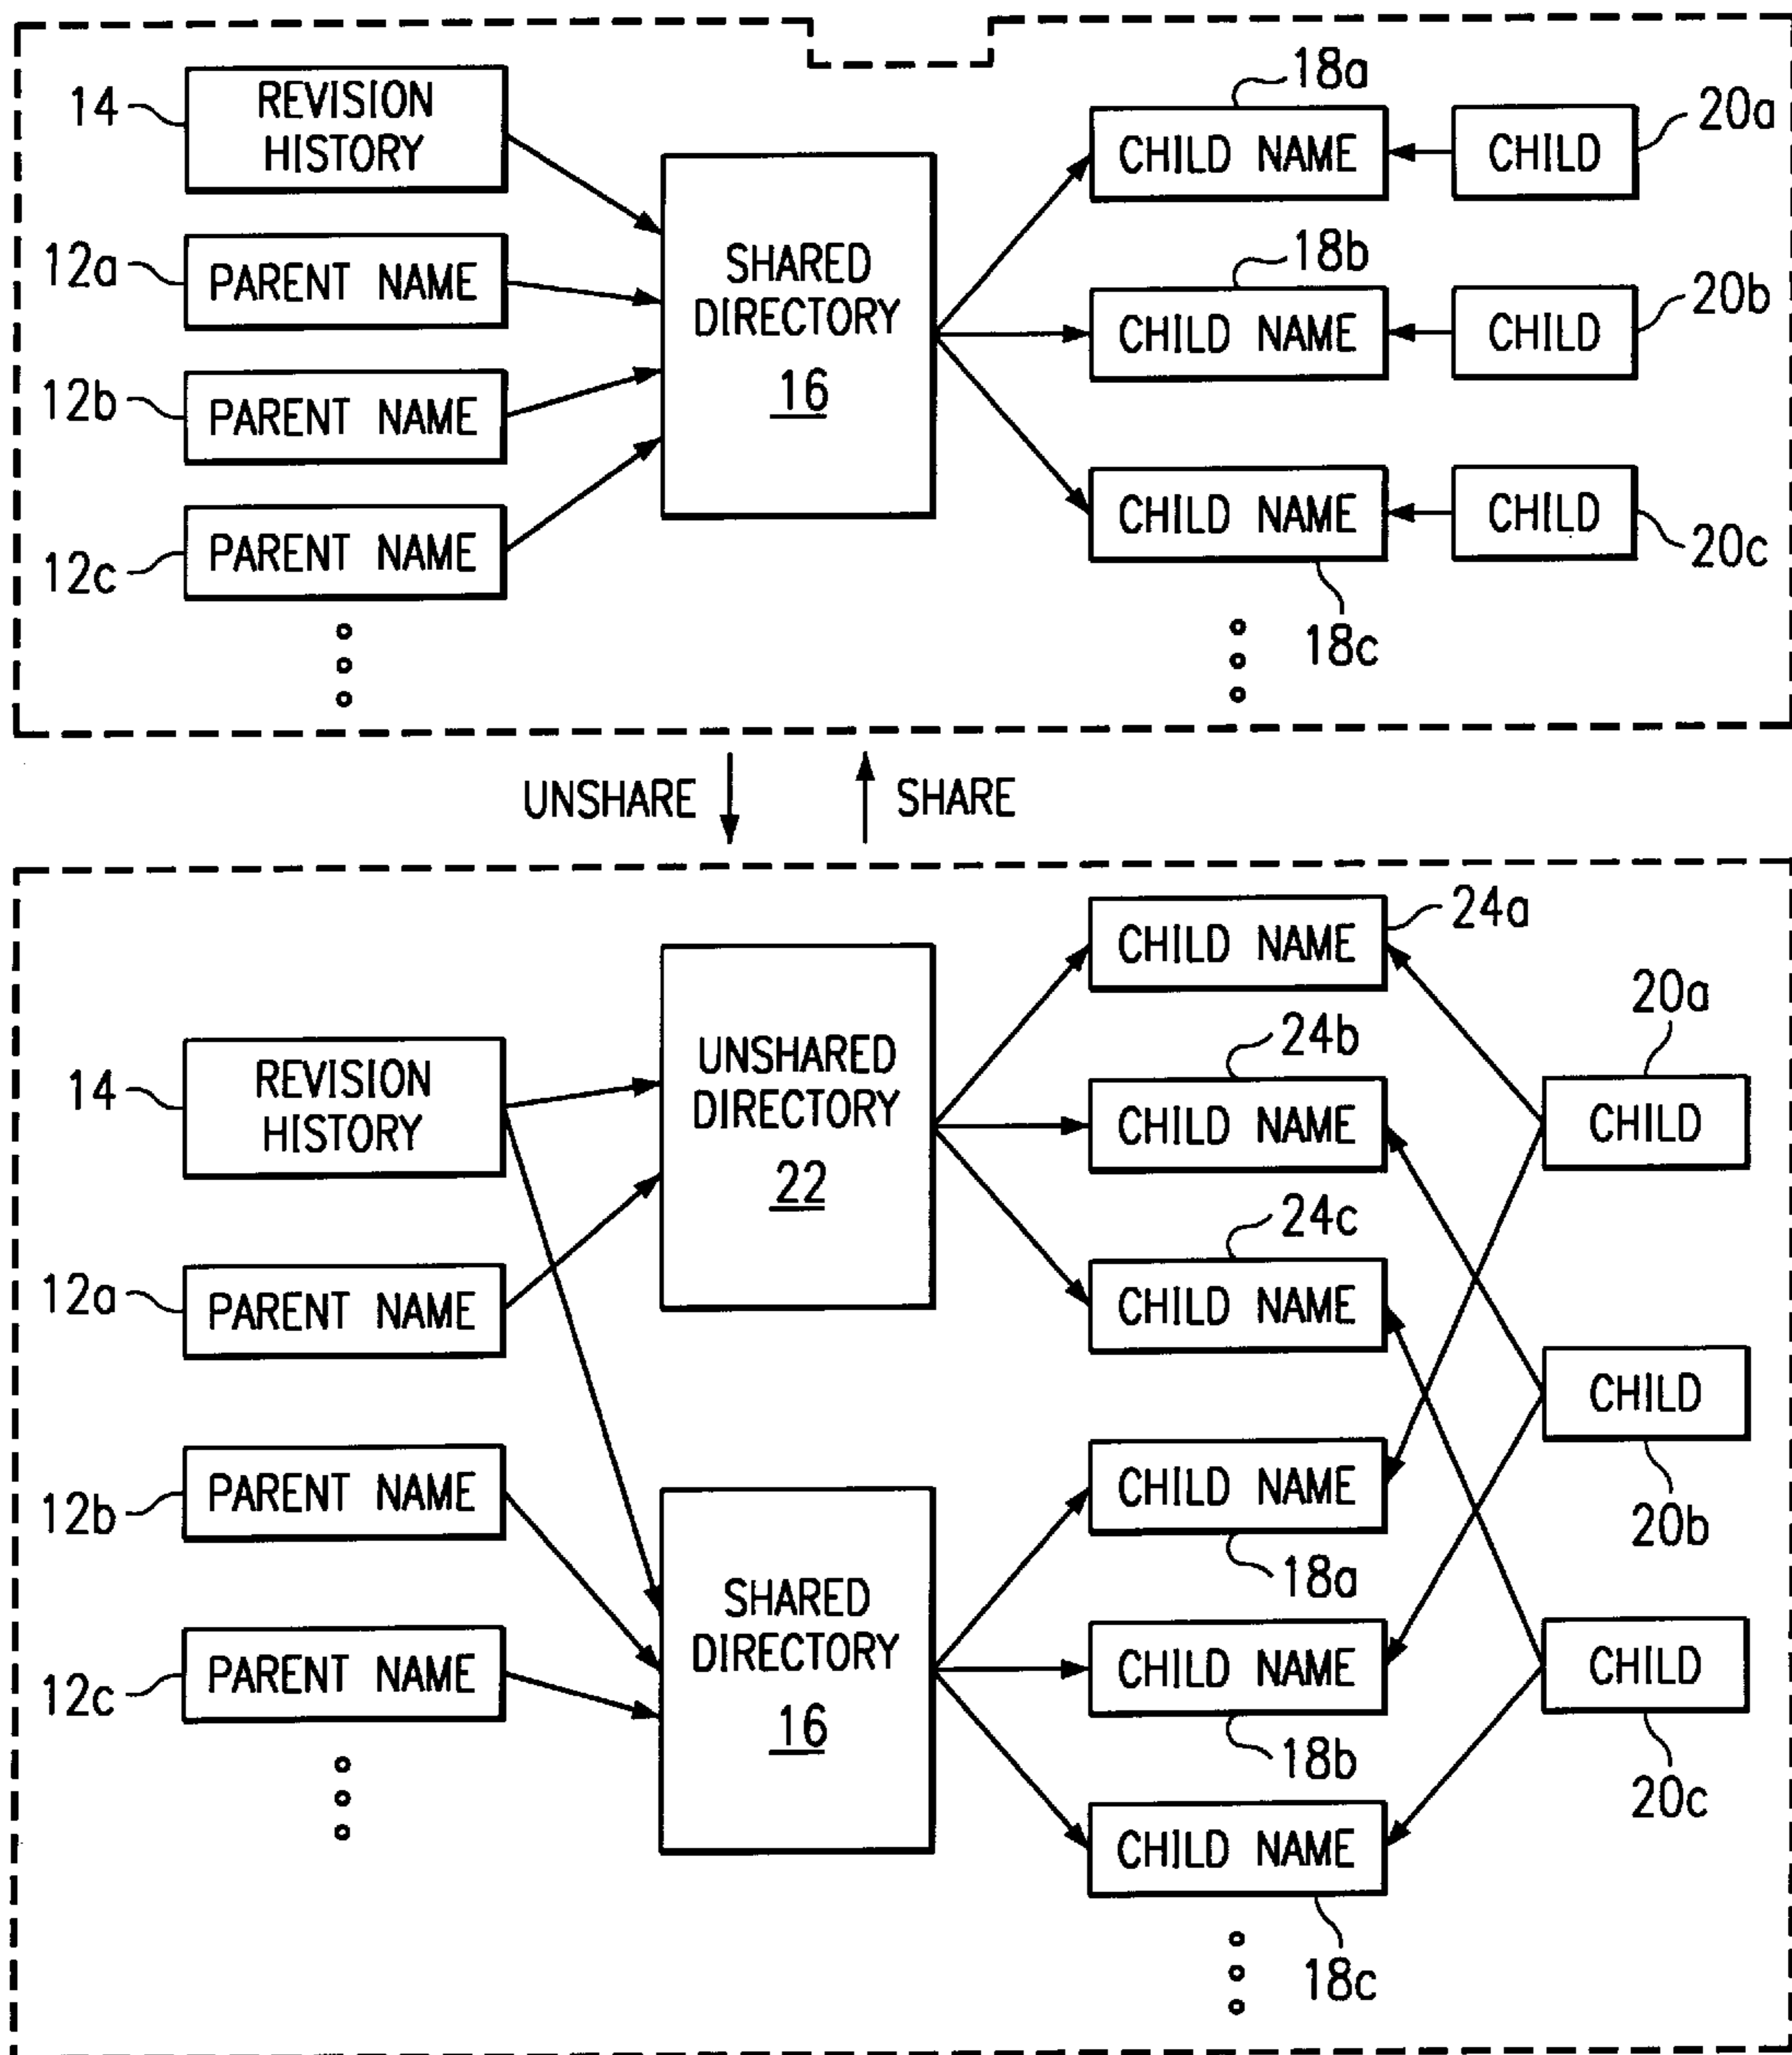 18a
14
REVISION
HISTORY
CHILD NAME
CHILD
20a
12a
PARENT NAME
SHARED
DIRECTORY
16
18b
CHILD NAME
CHILD
20b
12b
PARENT NAME
12c
PARENT NAME
CHILD NAME
CHILD
20c
18c
UNSHARE
SHARE
CHILD NAME
24a
20a
14
REVISION
HISTORY
UNSHARED
DIRECTORY
22
24b
CHILD NAME
CHILD
24c
12a
PARENT NAME
CHILD NAME
CHILD
20b
12b
PARENT NAME
CHILD NAME
18a
SHARED
DIRECTORY
16
12c
PARENT NAME
CHILD NAME
18b
CHILD
20c
CHILD NAME
18c